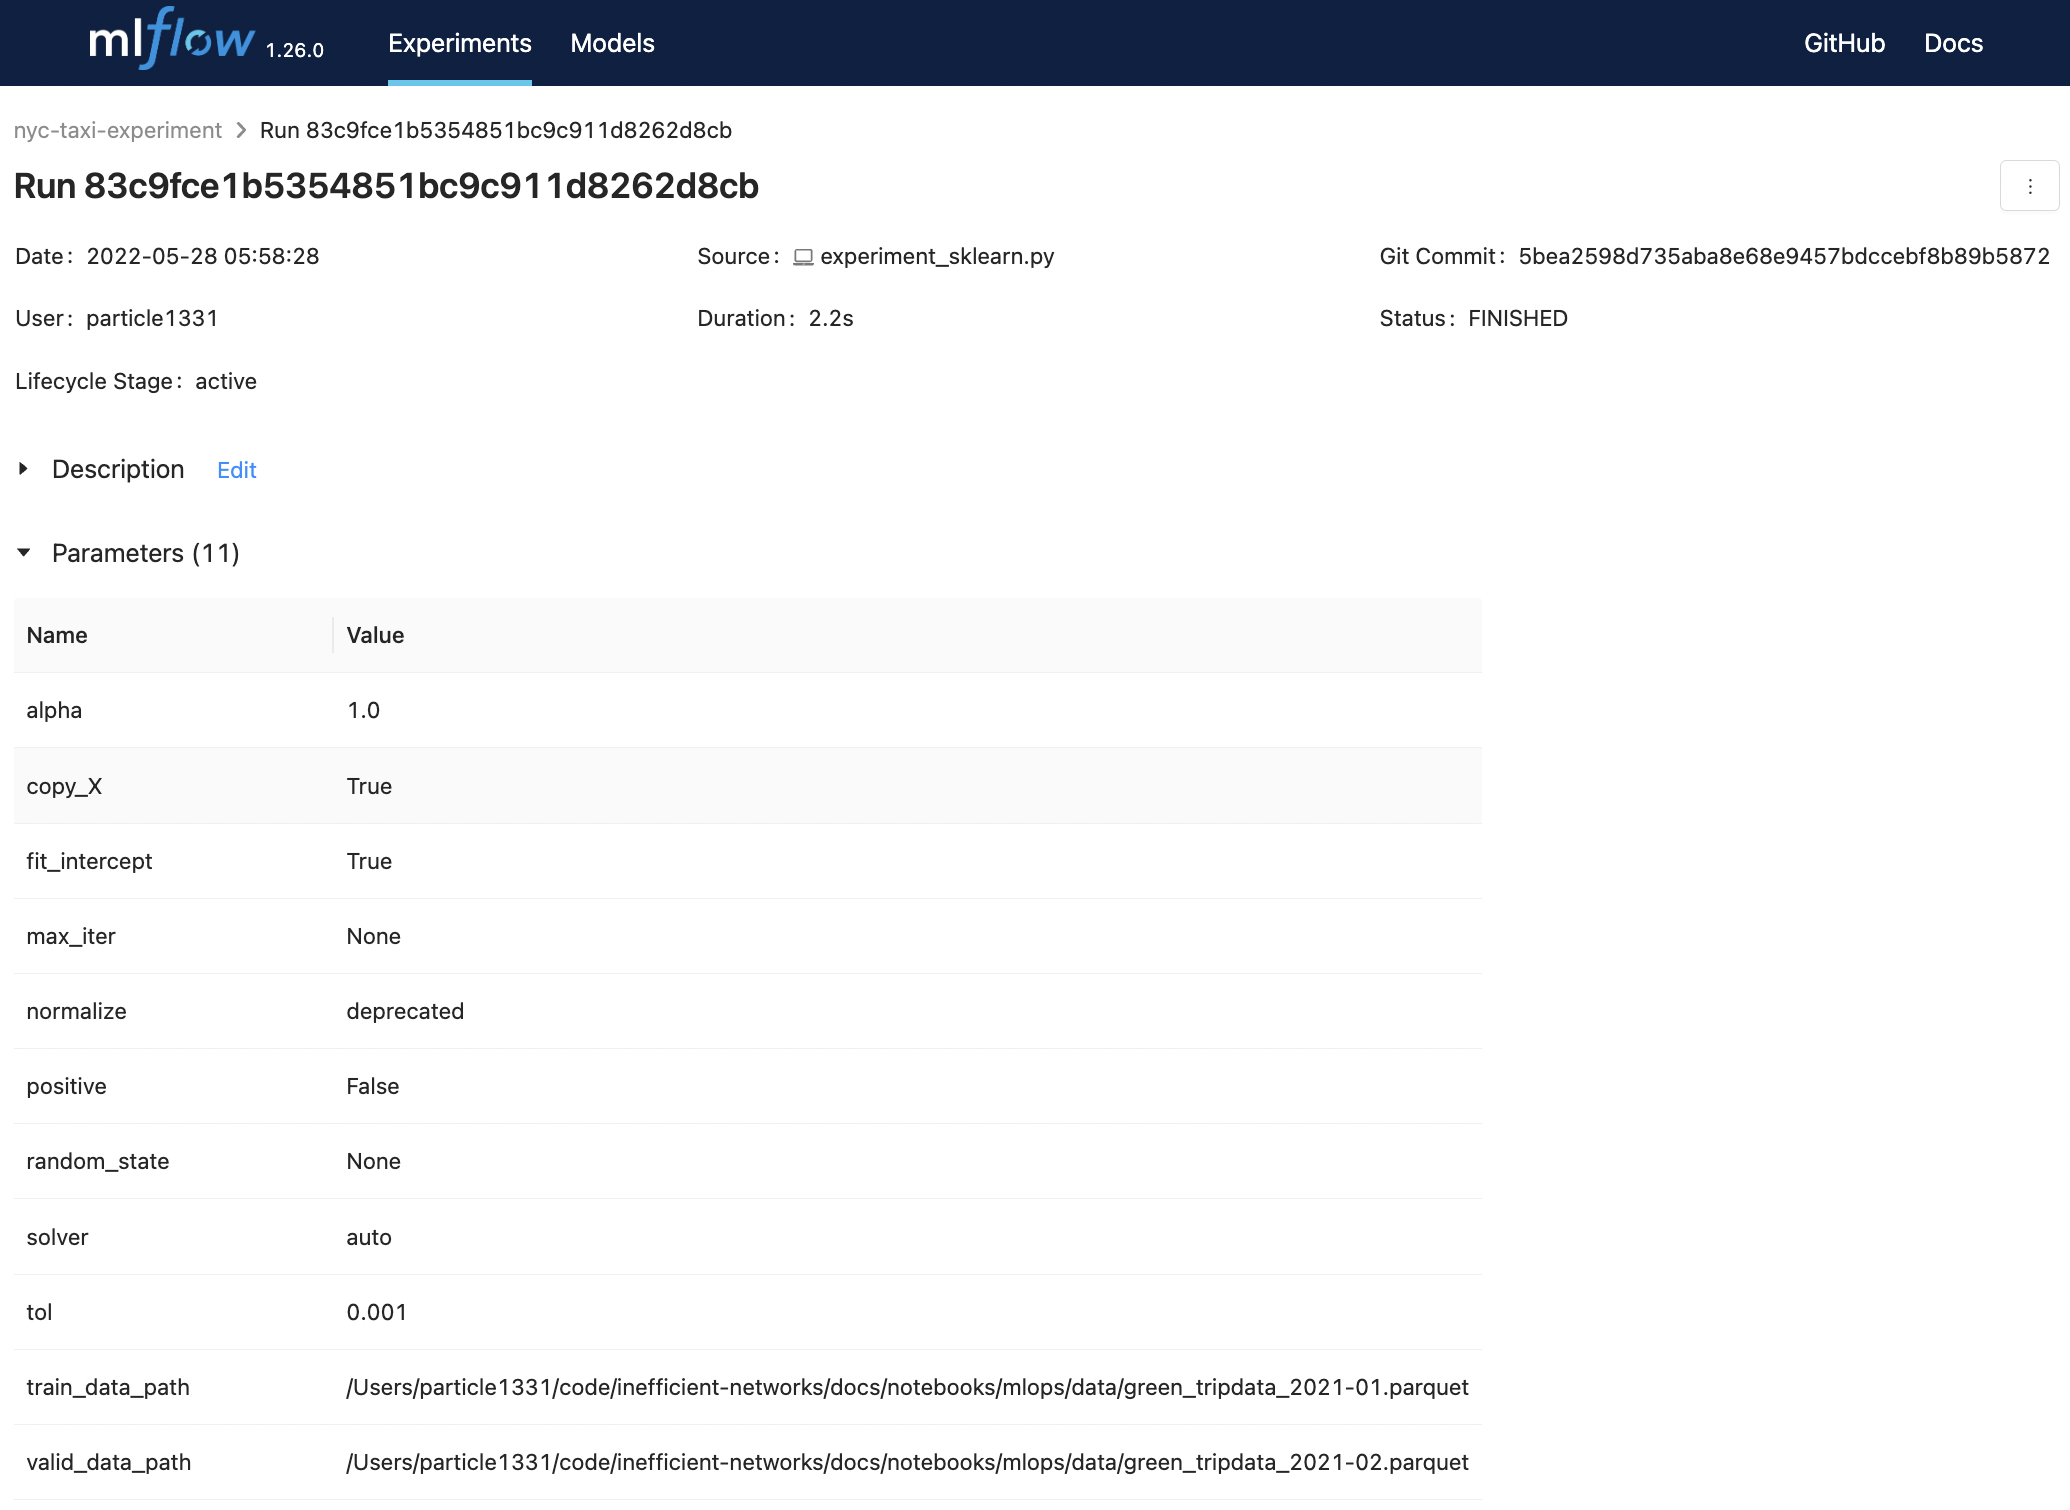 mlflow 1.26.0 Experiments Models GitHub Docs
nyc-taxi-experiment > Run 83c9fce1b5354851bc9c911d8262d8cb
Run 83c9fce1b5354851bc9c911d8262d8cb
Date: 2022-05-28 05:58:28 Source: experiment_sklearn.py Git Commit: 5bea2598d735aba8e68e9457bdccebf8b89b5872
User: particle1331 Duration: 2.2s Status: FINISHED
Lifecycle Stage: active
Description Edit
Parameters (11)
Name Value
alpha 1.0
copy_X True
fit_intercept True
max_iter None
normalize deprecated
positive False
random_state None
solver auto
tol 0.001
train_data_path /Users/particle1331/code/inefficient-networks/docs/notebooks/mlops/data/green_tripdata_2021-01.parquet
valid_data_path /Users/particle1331/code/inefficient-networks/docs/notebooks/mlops/data/green_tripdata_2021-02.parquet